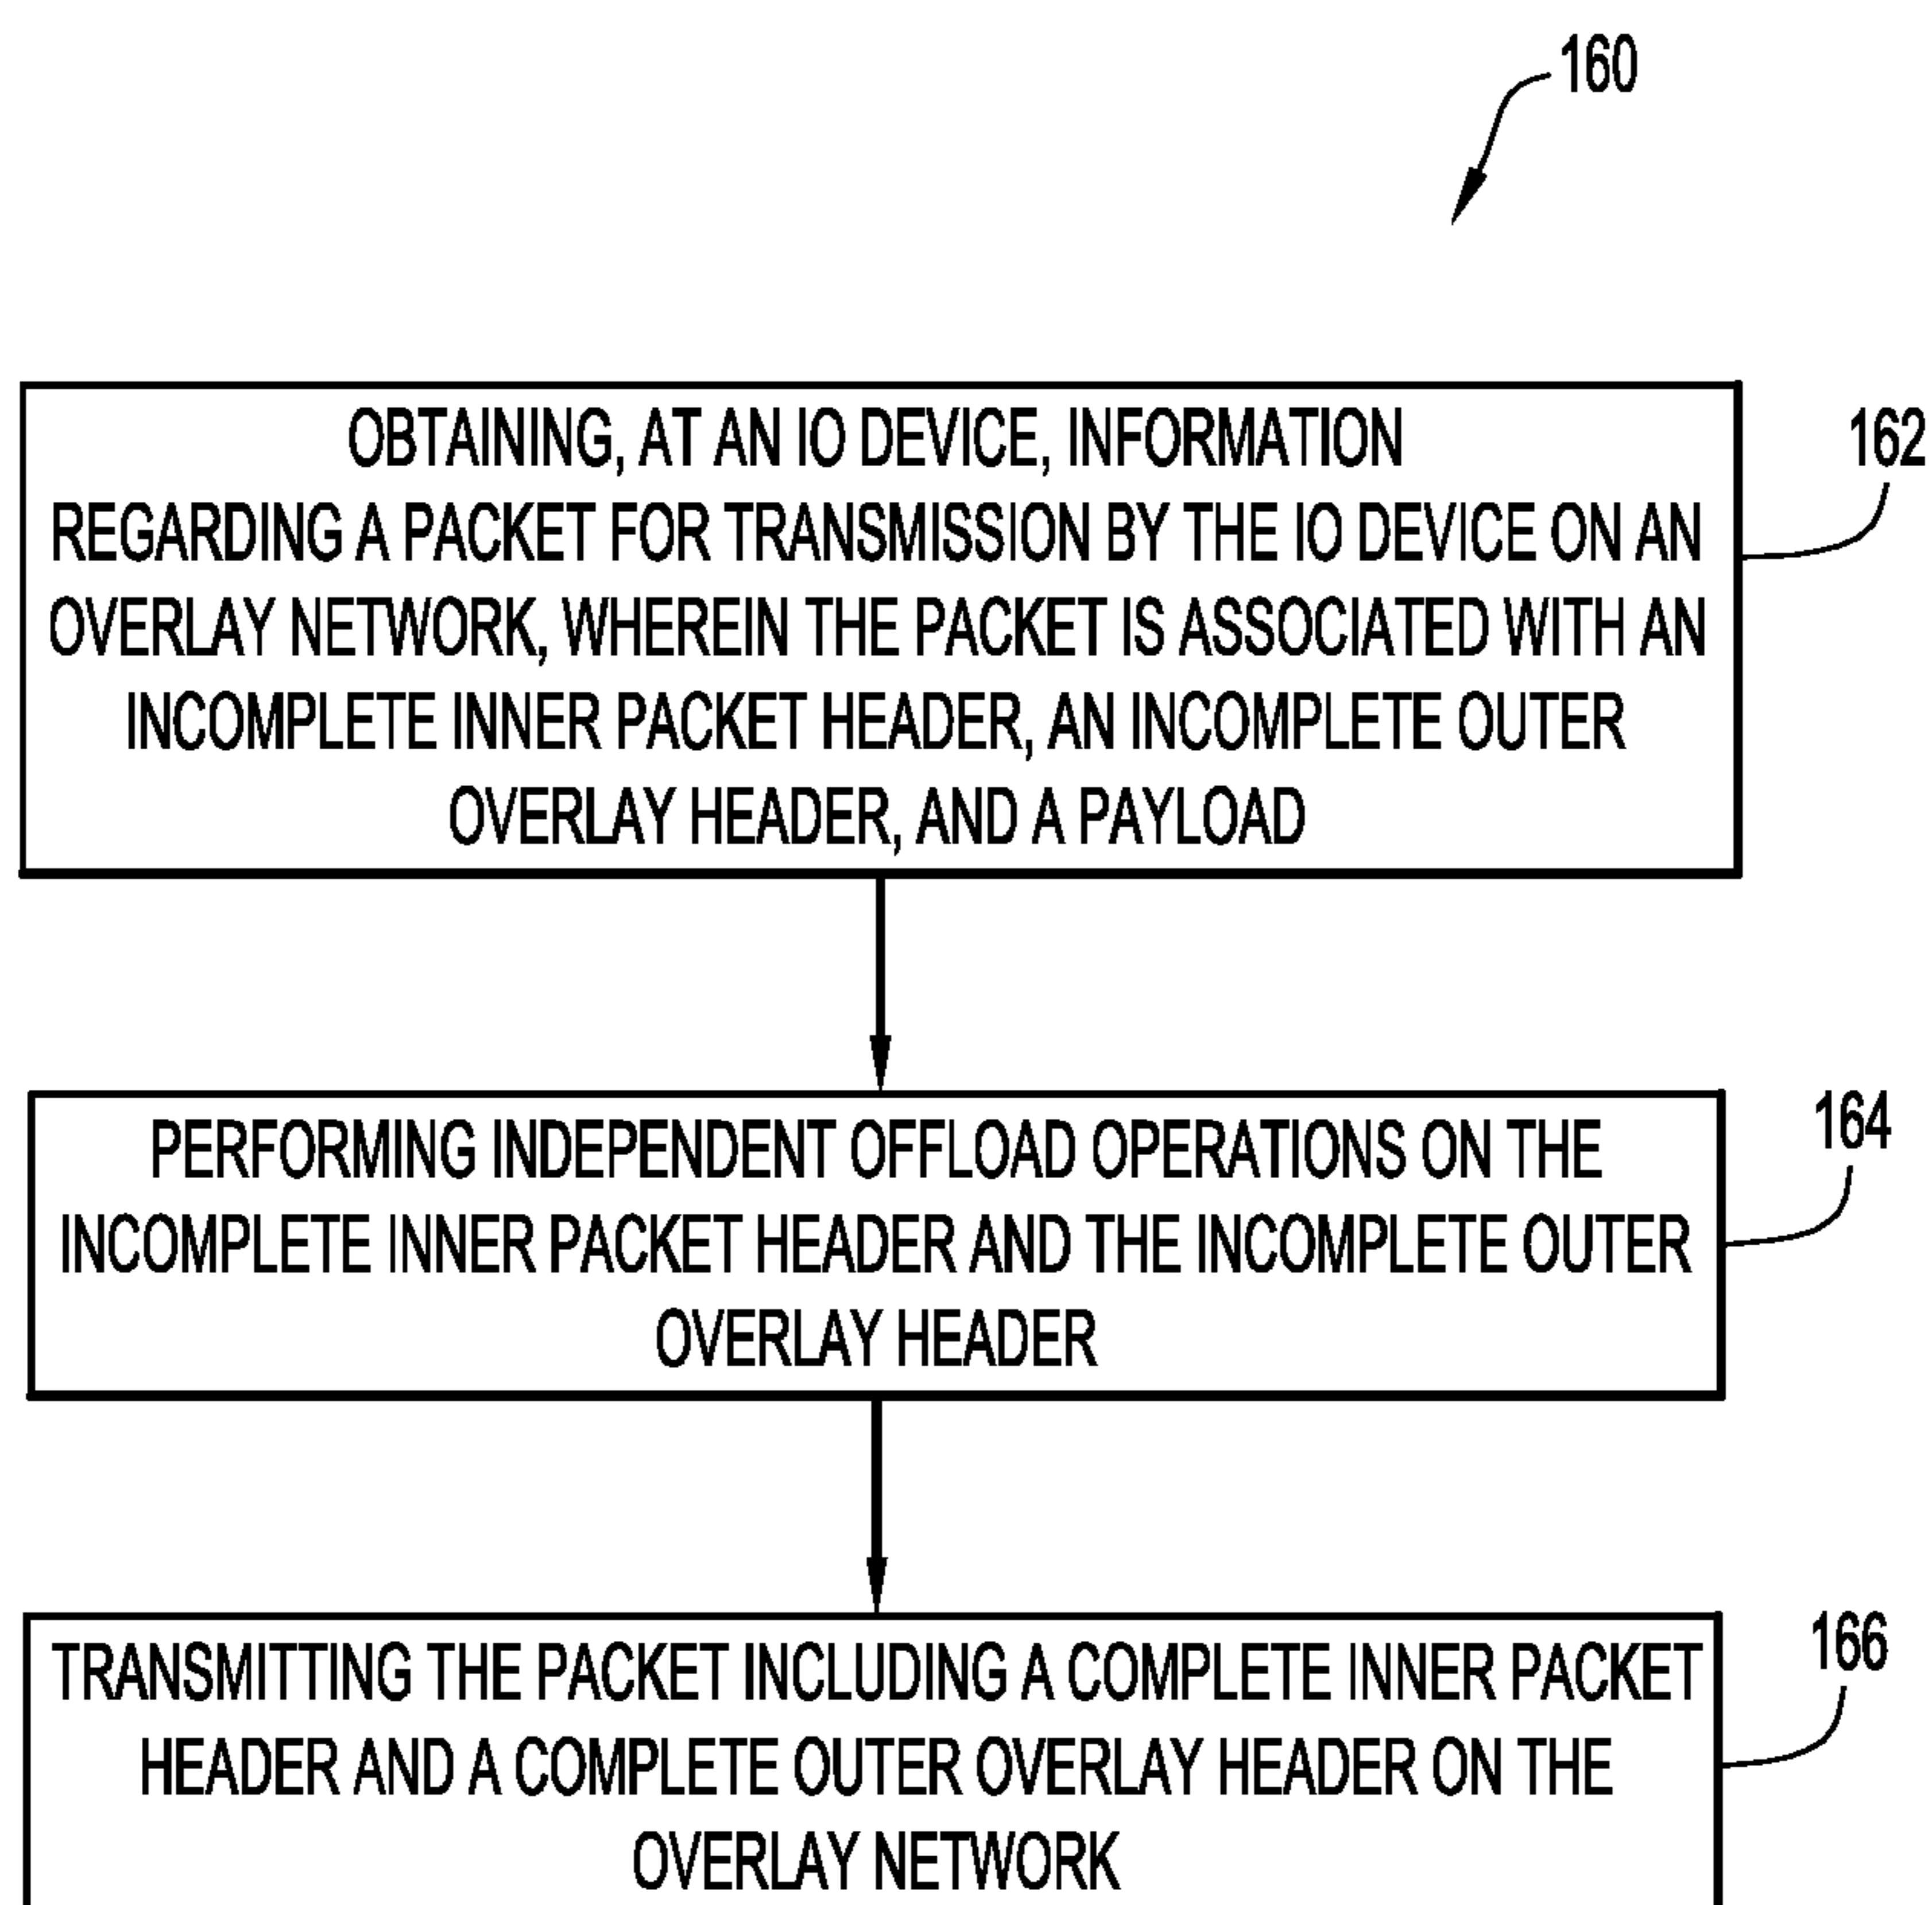 160
OBTAINING, AT AN IO DEVICE, INFORMATION
REGARDING A PACKET FOR TRANSMISSION BY THE IO DEVICE ON AN
OVERLAY NETWORK, WHEREIN THE PACKET IS ASSOCIATED WITH AN
INCOMPLETE INNER PACKET HEADER, AN INCOMPLETE OUTER
OVERLAY HEADER, AND A PAYLOAD
162
PERFORMING INDEPENDENT OFFLOAD OPERATIONS ON THE
INCOMPLETE INNER PACKET HEADER AND THE INCOMPLETE OUTER
OVERLAY HEADER
164
TRANSMITTING THE PACKET INCLUDING A COMPLETE INNER PACKET
HEADER AND A COMPLETE OUTER OVERLAY HEADER ON THE
OVERLAY NETWORK
166